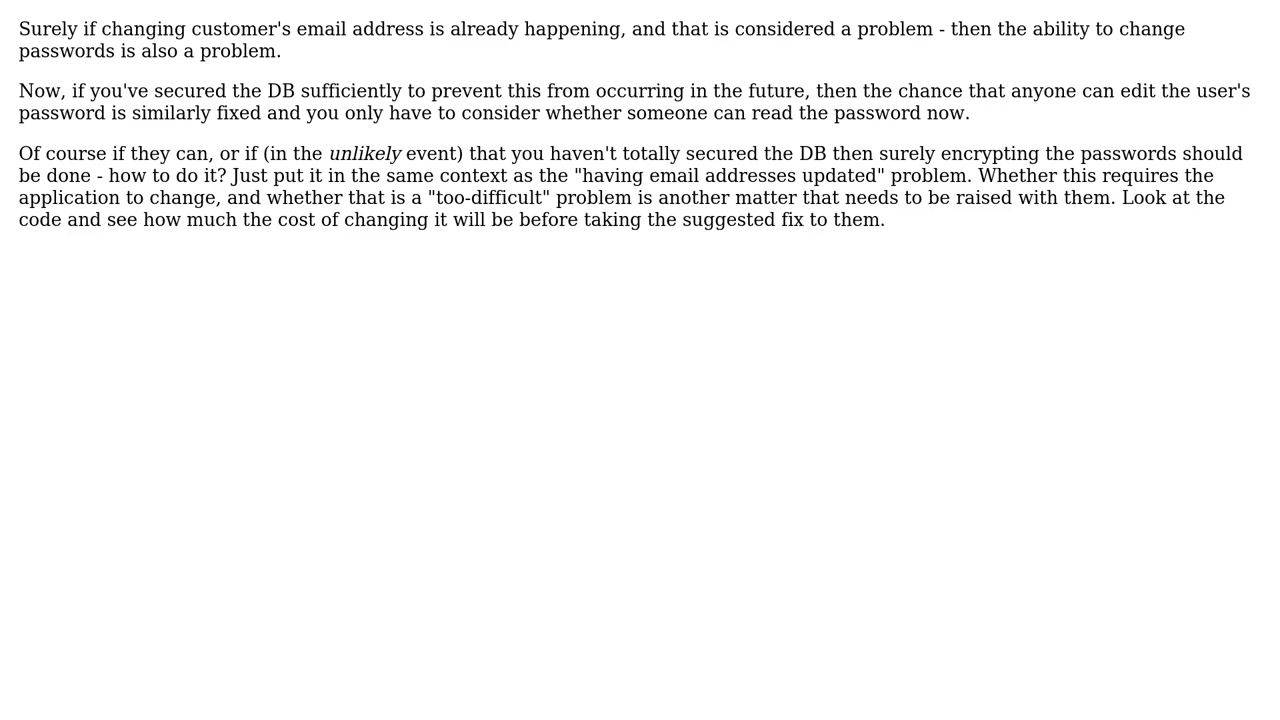 Surely if changing customer's email address is already happening, and that is considered a problem - then the ability to change
passwords is also a problem.
Now, if you've secured the DB sufficiently to prevent this from occurring in the future, then the chance that anyone can edit the user's
password is similarly fixed and you only have to consider whether someone can read the password now.
Of course if they can, or if (in the unlikely event) that you haven't totally secured the DB then surely encrypting the passwords should
be done - how to do it? Just put it in the same context as the "having email addresses updated" problem. Whether this requires the
application to change, and whether that is a "too-difficult" problem is another matter that needs to be raised with them. Look at the
code and see how much the cost of changing it will be before taking the suggested fix to them.